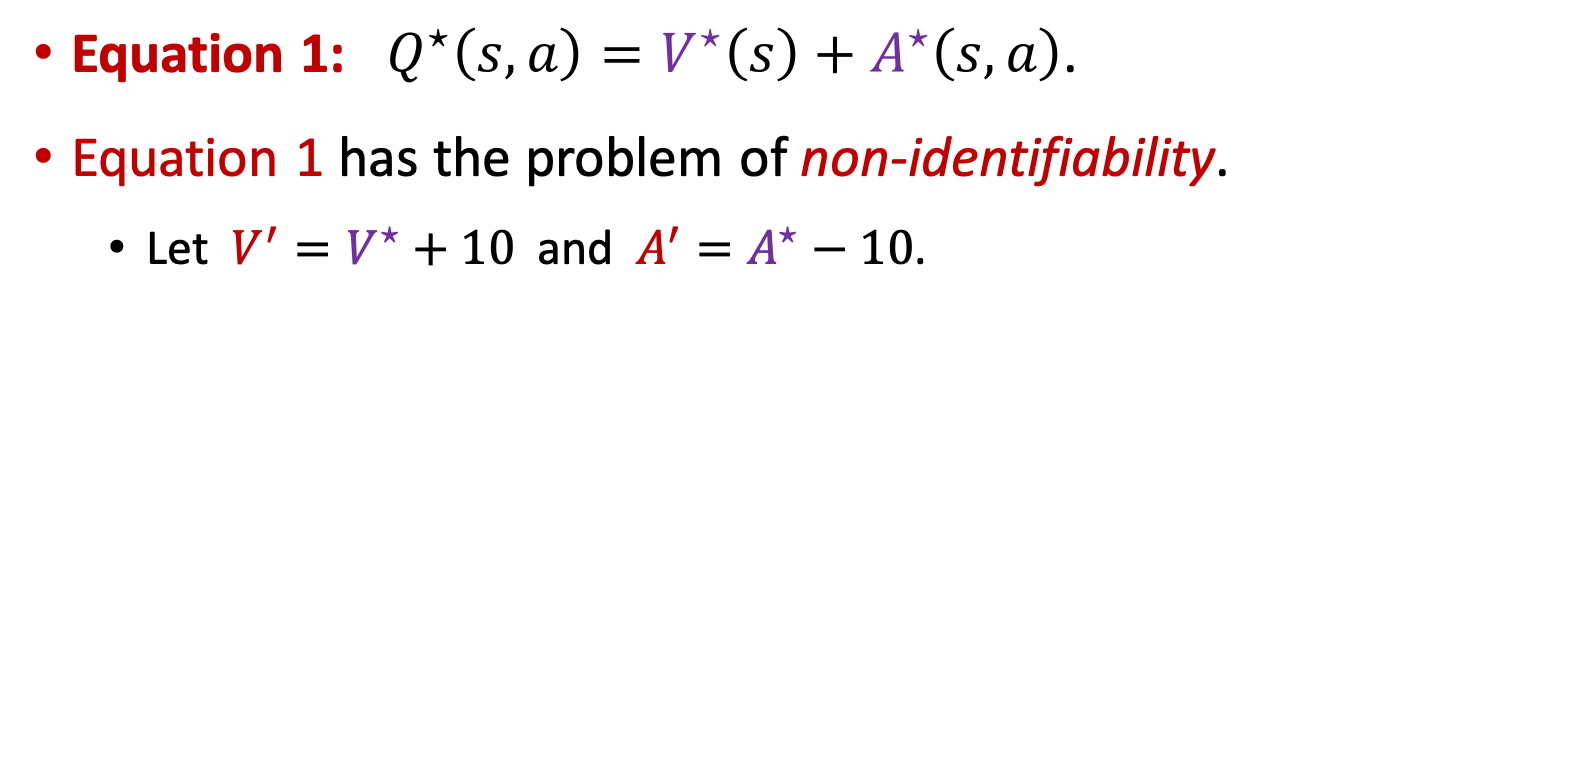 • Equation 1: Q★(s, a) = V★(s) + A★(s, a).
• Equation 1 has the problem of non-identifiability.
• Let V′ = V★ + 10 and A′ = A★ − 10.